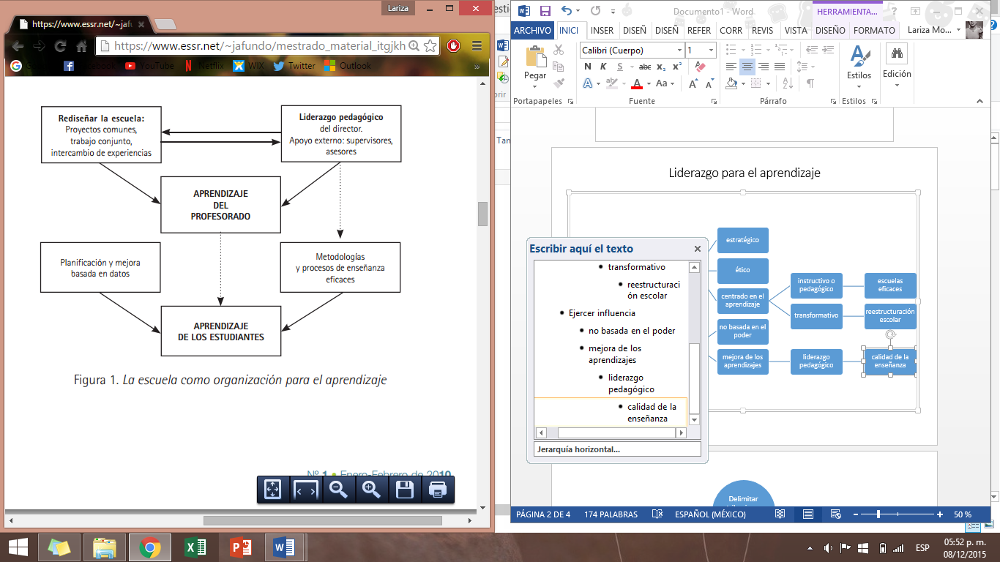 Lariza
https://www.essr.net/~jafu
https://www.essr.net/~jafundo/mestrado_material_itgjkh
Facebook
YouTube
Netflix
WIX
Twitter
Outlook
»
Rediseñar la escuela:
Proyectos comunes,
trabajo conjunto,
intercambio de experiencias
Liderazgo pedagógico
del director.
Apoyo externo: supervisores,
asesores
APRENDIZAJE
DEL
PROFESORADO
Planificación y mejora
basada en datos
Metodologías
y procesos de enseñanza
eficaces
APRENDIZAJE
DE LOS ESTUDIANTES
Figura 1. La escuela como organización para el aprendizaje
Nº 1 • Enero-Febrero de 2010
Documento1 - Word
HERRAMIENTA...
ARCHIVO INICI INSER DISEÑ DISEÑ REFER CORR REVIS VISTA DISEÑO FORMATO Lariza Mo...
Pegar
Calibri (Cuerpo) 1
N K S abc x₂ x²
A A Aa A A
Estilos
Edición
Portapapeles Fuente Párrafo Estilos
Tan
Liderazgo para el aprendizaje
Escribir aquí el texto
transformativo
reestructuraci
ón escolar
Ejercer influencia
no basada en el poder
mejora de los
aprendizajes
liderazgo
pedagógico
calidad de la
enseñanza
Jerarquía horizontal...
estratégico
ético
centrado en el
aprendizaje
no basada en el
poder
mejora de los
aprendizajes
instructivo o
pedagógico
transformativo
liderazgo
pedagógico
escuelas
eficaces
reestructuración
escolar
calidad de la
enseñanza
Delimitar
PÁGINA 2 DE 4 174 PALABRAS ESPAÑOL (MÉXICO) 50 %
ESP
05:52 p. m.
08/12/2015